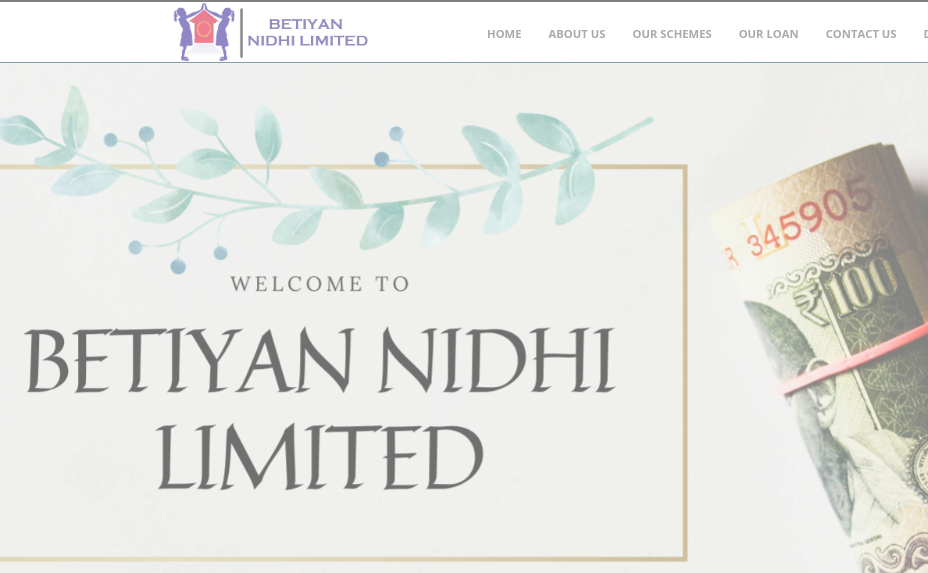 BETIYAN
NIDHI LIMITED
HOME ABOUT US OUR SCHEMES OUR LOAN CONTACT US
345905
₹100
WELCOME TO
BETIYAN NIDHI
LIMITED